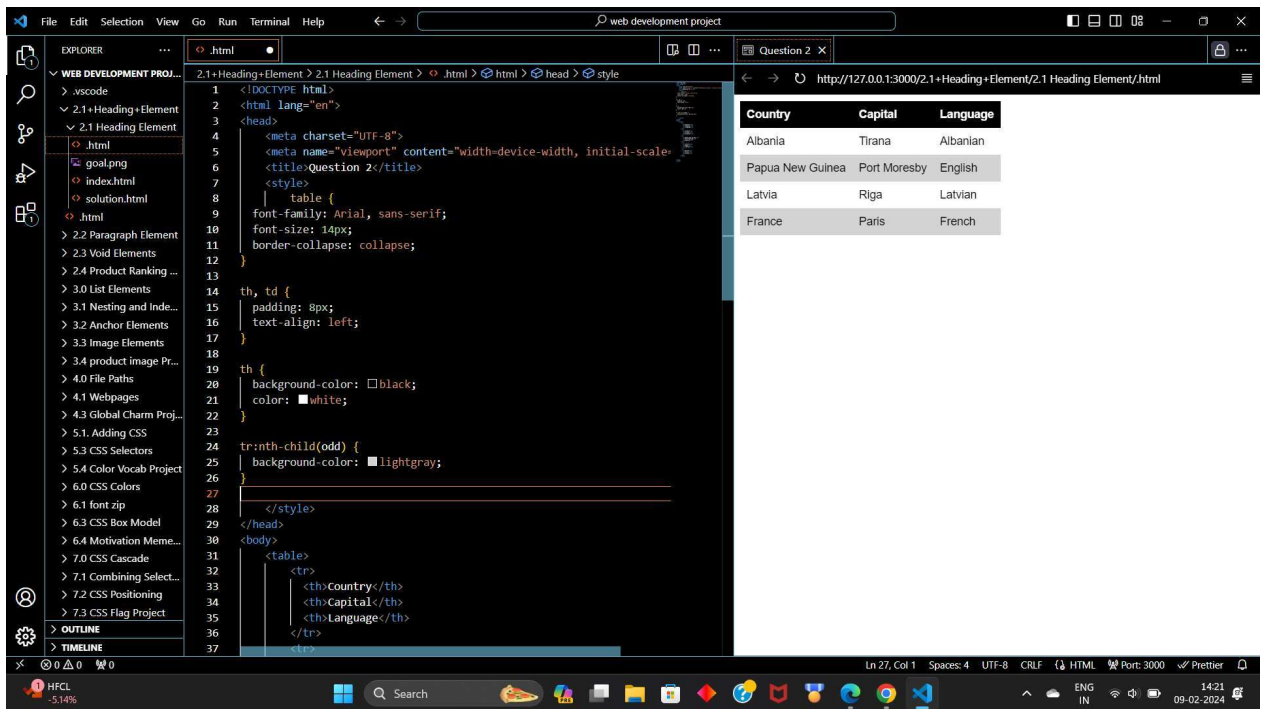 File Edit Selection View Go Run Terminal Help
web development project
EXPLORER
WEB DEVELOPMENT PROJ...
.vscode
2.1+Heading+Element
2.1 Heading Element
.html
goal.png
index.html
solution.html
.html
2.2 Paragraph Element
2.3 Void Elements
2.4 Product Ranking ...
3.0 List Elements
3.1 Nesting and Inde...
3.2 Anchor Elements
3.3 Image Elements
3.4 product image Pr...
4.0 File Paths
4.1 Webpages
4.3 Global Charm Proj...
5.1. Adding CSS
5.3 CSS Selectors
5.4 Color Vocab Project
6.0 CSS Colors
6.1 font zip
6.3 CSS Box Model
6.4 Motivation Meme...
7.0 CSS Cascade
7.1 Combining Select...
7.2 CSS Positioning
7.3 CSS Flag Project
OUTLINE
TIMELINE
.html
2.1+Heading+Element > 2.1 Heading Element > .html > html > head > style
1 <!DOCTYPE html>
2 <html lang="en">
3 <head>
4 <meta charset="UTF-8">
5 <meta name="viewport" content="width=device-width, initial-scale=
6 <title>Question 2</title>
7 <style>
8 table {
9 font-family: Arial, sans-serif;
10 font-size: 14px;
11 border-collapse: collapse;
12 }
13
14 th, td {
15 padding: 8px;
16 text-align: left;
17 }
18
19 th {
20 background-color: black;
21 color: white;
22 }
23
24 tr:nth-child(odd) {
25 background-color: lightgray;
26 }
27
28 </style>
29 </head>
30 <body>
31 <table>
32 <tr>
33 <th>Country</th>
34 <th>Capital</th>
35 <th>Language</th>
36 </tr>
37 <tr>
Question 2
http://127.0.0.1:3000/2.1+Heading+Element/2.1 Heading Element/.html
Country Capital Language
Albania Tirana Albanian
Papua New Guinea Port Moresby English
Latvia Riga Latvian
France Paris French
0 0 0
Ln 27, Col 1 Spaces: 4 UTF-8 CRLF HTML Port: 3000 Prettier
1 HFCL
-5.14%
Search
ENG
IN
14:21
09-02-2024